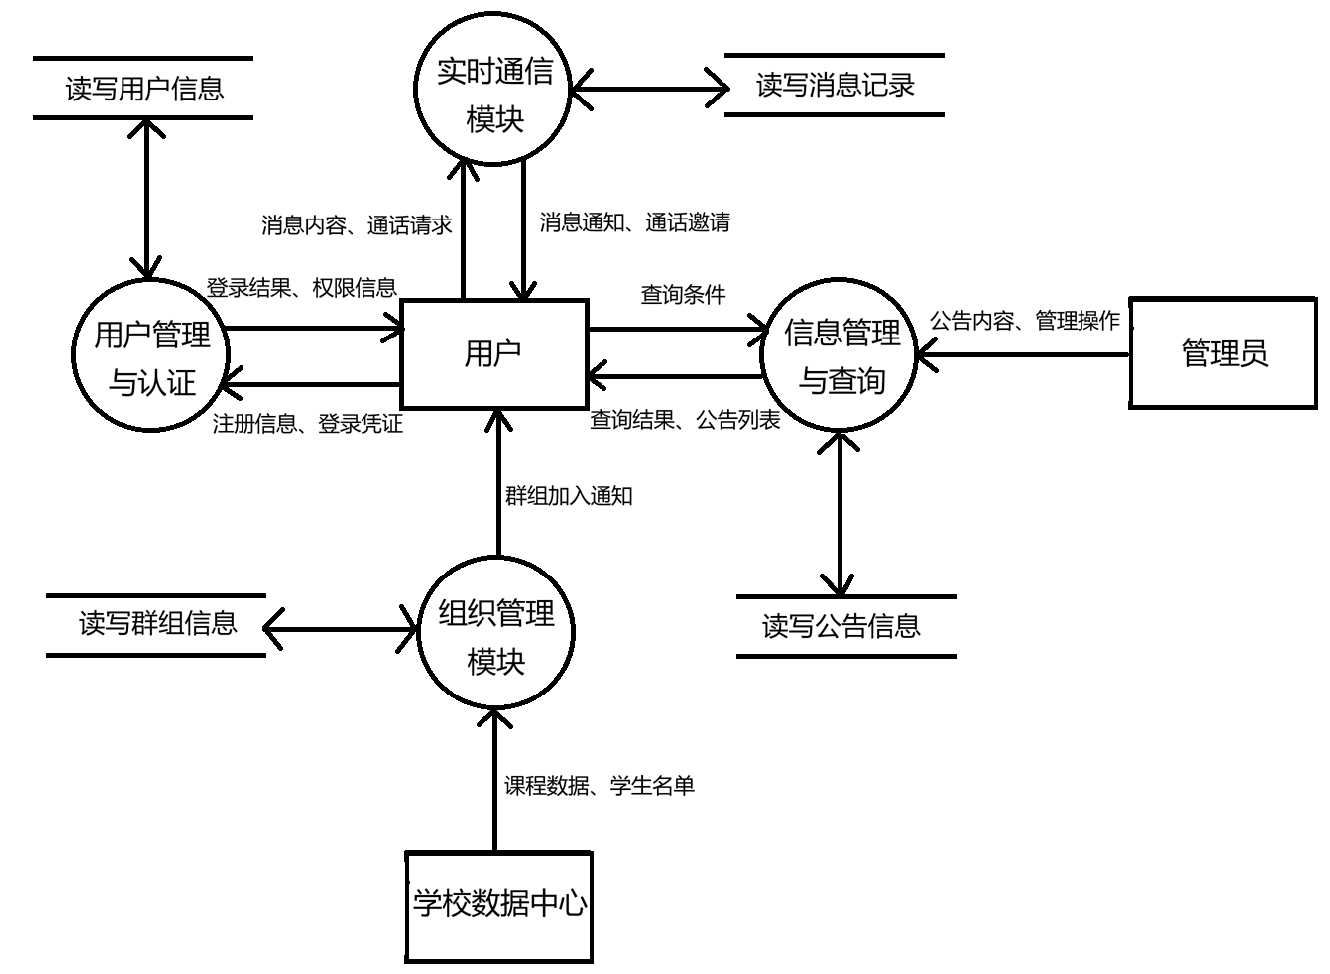 实时通信
模块
读写用户信息
读写消息记录
消息内容、通话请求
消息通知、通话邀请
登录结果、权限信息
查询条件
用户管理
与认证
用户
信息管理
与查询
公告内容、管理操作
管理员
注册信息、登录凭证
查询结果、公告列表
群组加入通知
读写群组信息
组织管理
模块
读写公告信息
课程数据、学生名单
学校数据中心